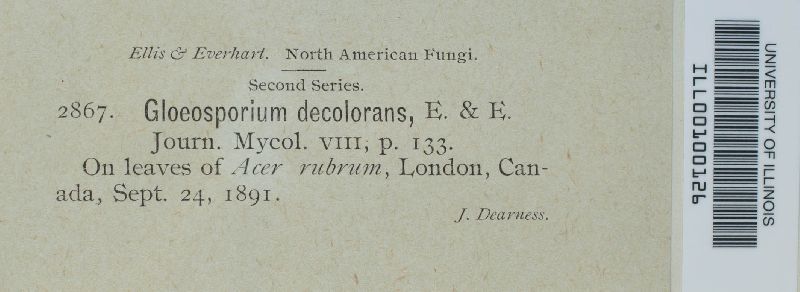 Ellis & Everhart. North American Fungi.
Second Series.
2867. Gloeosporium decolorans, E. & E.
Journ. Mycol. VIII, p. 133.
On leaves of Acer rubrum, London, Can-
ada, Sept. 24, 1891.
J. Dearness.
UNIVERSITY OF ILLINOIS
ILL00100126